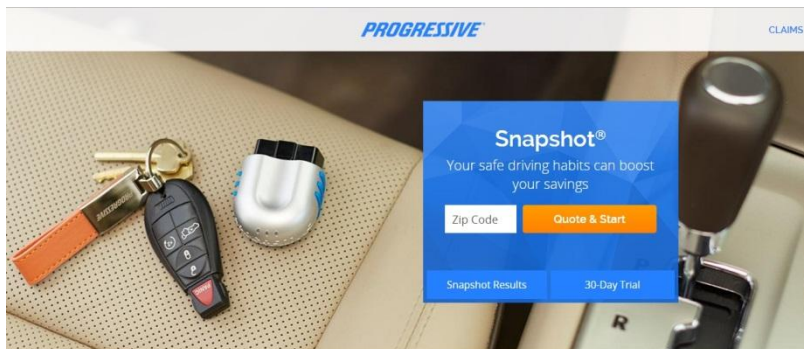 PROGRESSIVE
CLAIMS
Snapshot®
Your safe driving habits can boost
your savings
Zip Code
Quote & Start
Snapshot Results
30-Day Trial
P
R